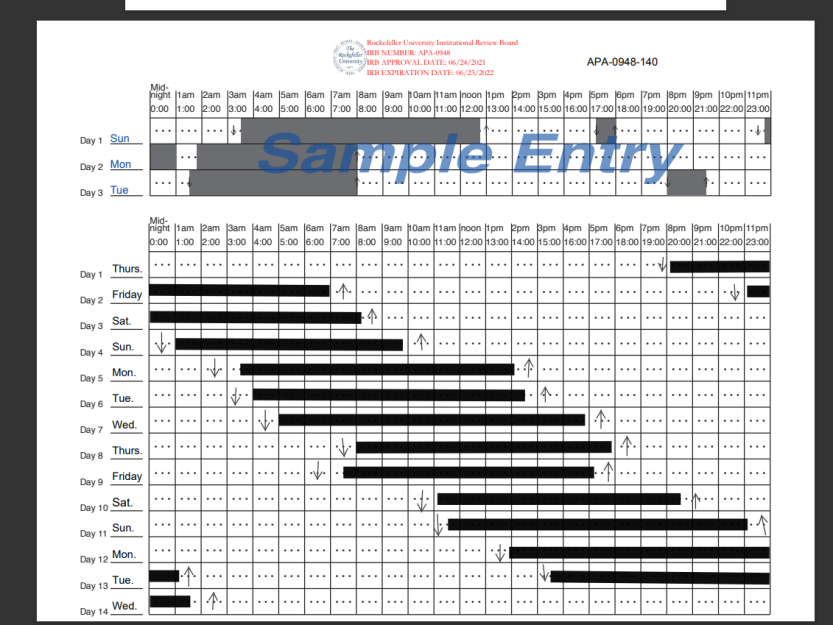 The
Rockefeller
University
Rockefeller University Institutional Review Board
IRB NUMBER: APA-0948
IRB APPROVAL DATE: 06/24/2021
IRB EXPIRATION DATE: 06/23/2022
APA-0948-140
Mid-
night 1am 2am 3am 4am 5am 6am 7am 8am 9am 10am 11am noon 1pm 2pm 3pm 4pm 5pm 6pm 7pm 8pm 9pm 10pm 11pm
0:00 1:00 2:00 3:00 4:00 5:00 6:00 7:00 8:00 9:00 10:00 11:00 12:00 13:00 14:00 15:00 16:00 17:00 18:00 19:00 20:00 21:00 22:00 23:00
Day 1 Sun
Day 2 Mon
Day 3 Tue
Sample Entry
Mid-
night 1am 2am 3am 4am 5am 6am 7am 8am 9am 10am 11am noon 1pm 2pm 3pm 4pm 5pm 6pm 7pm 8pm 9pm 10pm 11pm
0:00 1:00 2:00 3:00 4:00 5:00 6:00 7:00 8:00 9:00 10:00 11:00 12:00 13:00 14:00 15:00 16:00 17:00 18:00 19:00 20:00 21:00 22:00 23:00
Day 1 Thurs.
Day 2 Friday
Day 3 Sat.
Day 4 Sun.
Day 5 Mon.
Day 6 Tue.
Day 7 Wed.
Day 8 Thurs.
Day 9 Friday
Day 10 Sat.
Day 11 Sun.
Day 12 Mon.
Day 13 Tue.
Day 14 Wed.